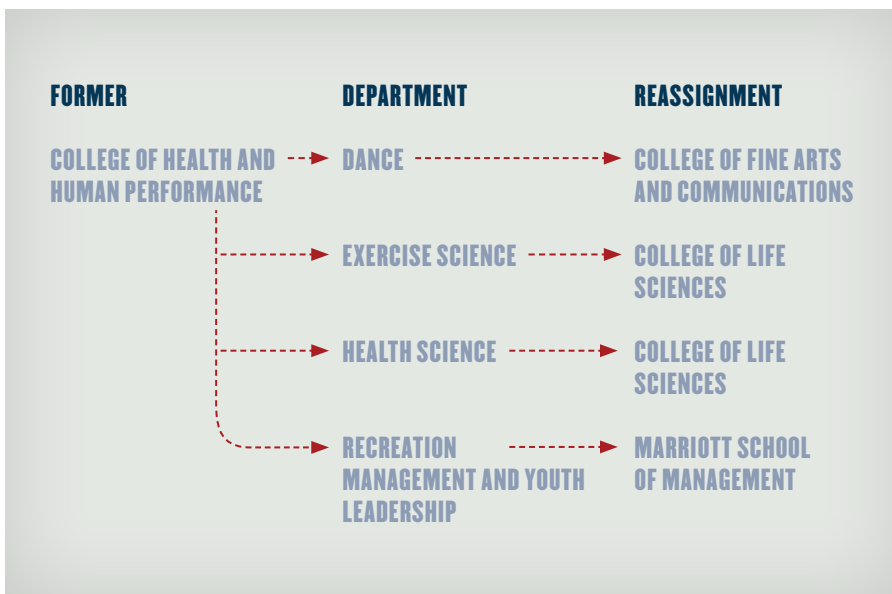 FORMER
DEPARTMENT
REASSIGNMENT
COLLEGE OF HEALTH AND
HUMAN PERFORMANCE
DANCE
COLLEGE OF FINE ARTS
AND COMMUNICATIONS
EXERCISE SCIENCE
COLLEGE OF LIFE
SCIENCES
HEALTH SCIENCE
COLLEGE OF LIFE
SCIENCES
RECREATION
MANAGEMENT AND YOUTH
LEADERSHIP
MARRIOTT SCHOOL
OF MANAGEMENT